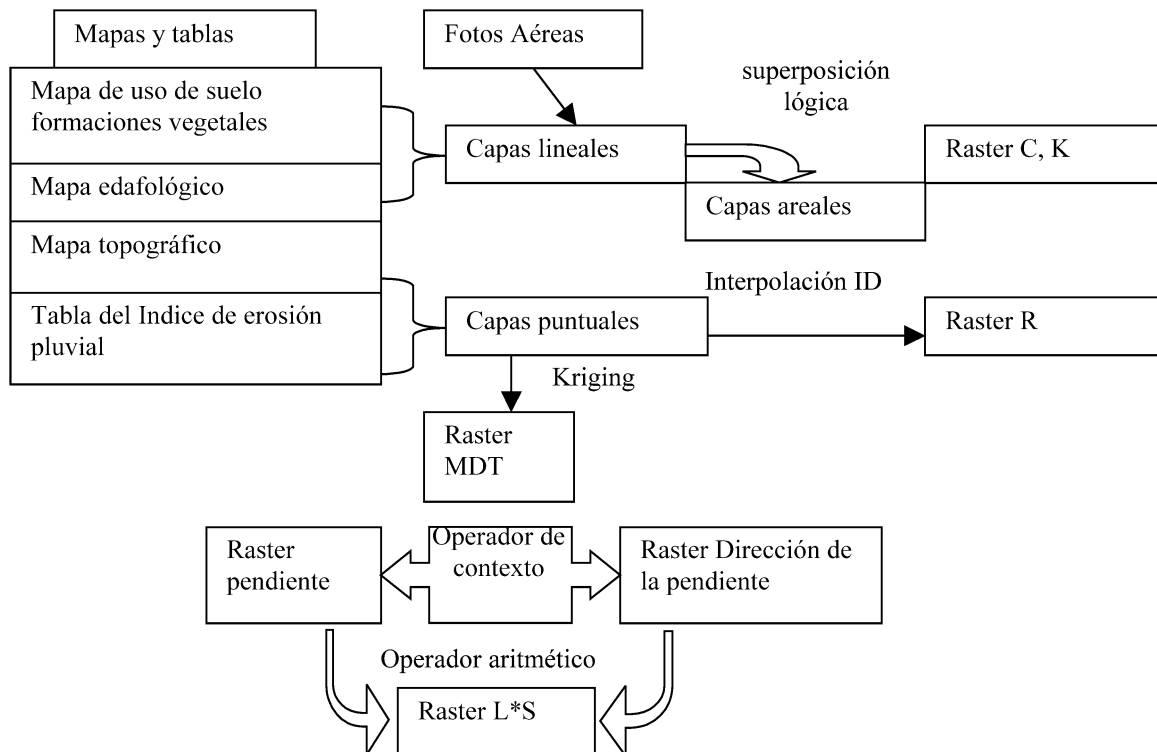 Mapas y tablas
Fotos Aéreas
Mapa de uso de suelo
formaciones vegetales
superposición
lógica
Capas lineales
Raster C, K
Mapa edafológico
Capas areales
Mapa topográfico
Interpolación ID
Tabla del Indice de erosión
pluvial
Capas puntuales
Raster R
Kriging
Raster
MDT
Raster
pendiente
Operador de
contexto
Raster Dirección de
la pendiente
Operador aritmético
Raster L*S